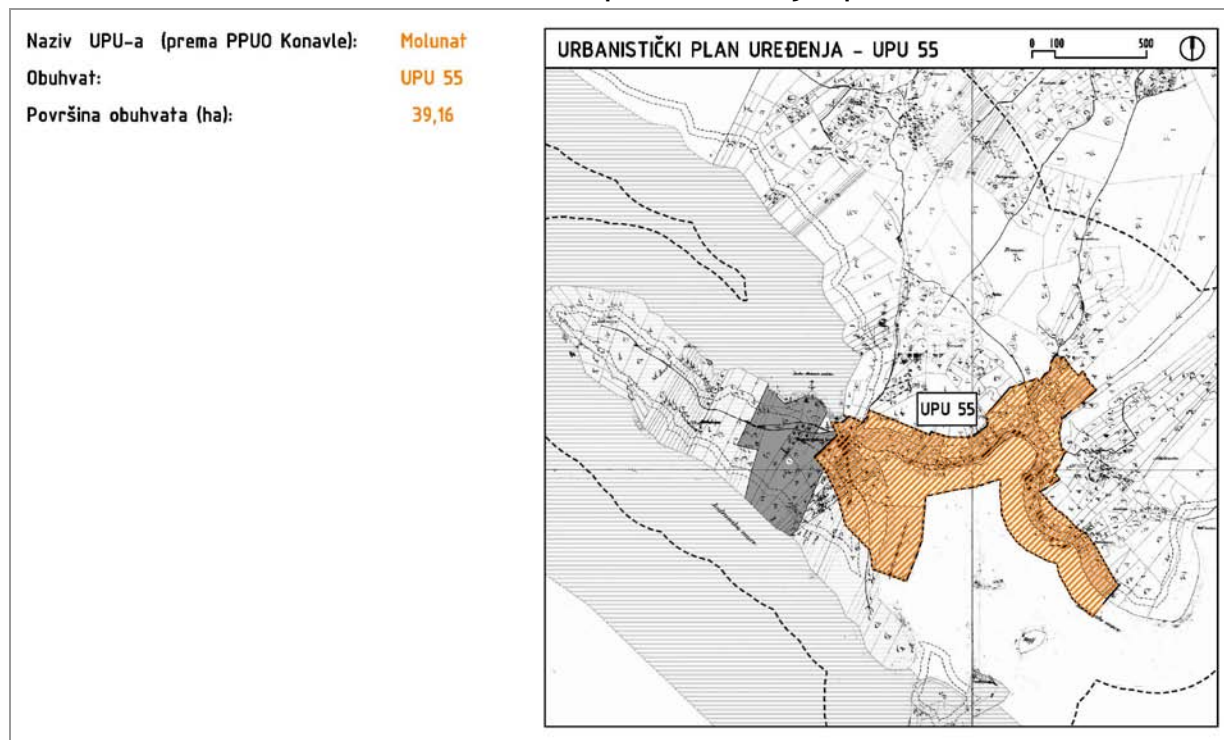 Naziv UPU-a (prema PPUO Konavle): Molunat
Obuhvat: UPU 55
Površina obuhvata (ha): 39,16
URBANISTIČKI PLAN UREĐENJA - UPU 55
0 100 500
UPU 55